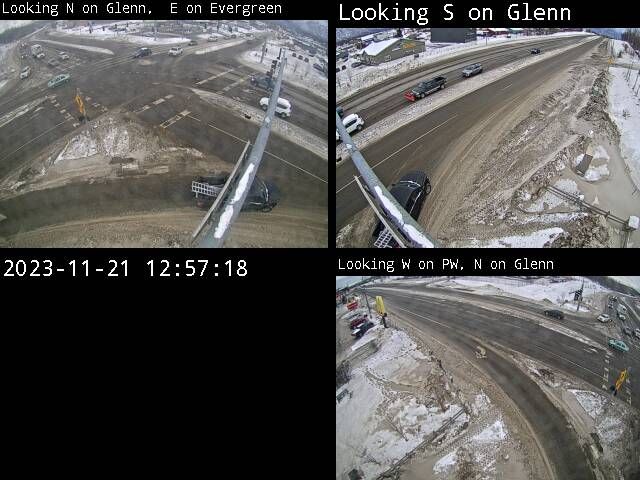 Looking N on Glenn, E on Evergreen
Looking S on Glenn
2023-11-21 12:57:18
Looking W on PW, N on Glenn